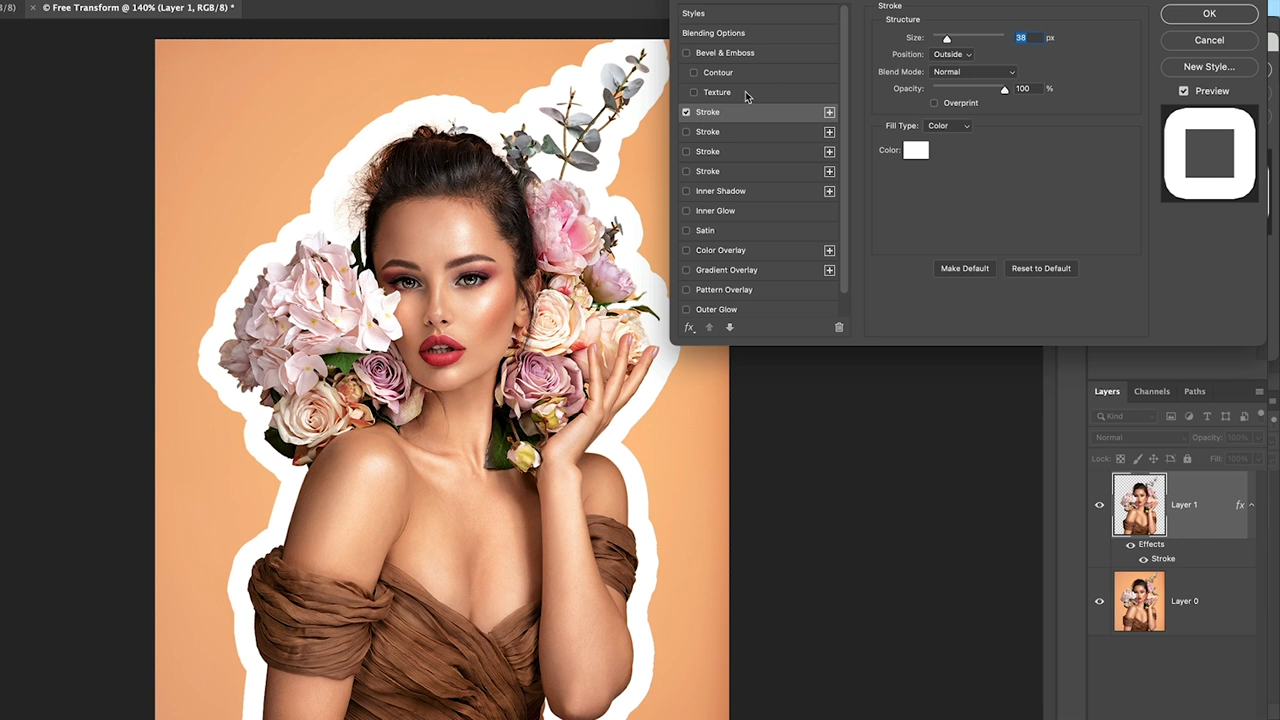 /8)
× © Free Transform @ 140% (Layer 1, RGB/8) *
Styles
Blending Options
Bevel & Emboss
Contour
Texture
Stroke
Stroke
Stroke
Stroke
Inner Shadow
Inner Glow
Satin
Color Overlay
Gradient Overlay
Pattern Overlay
Outer Glow
fx
Stroke
Structure
Size: 38 px
Position: Outside
Blend Mode: Normal
Opacity: 100 %
Overprint
Fill Type: Color
Color:
Make Default Reset to Default
OK
Cancel
New Style...
Preview
Layers Channels Paths
Kind
Normal Opacity: 100%
Lock: Fill: 100%
Layer 1 fx
Effects
Stroke
Layer 0